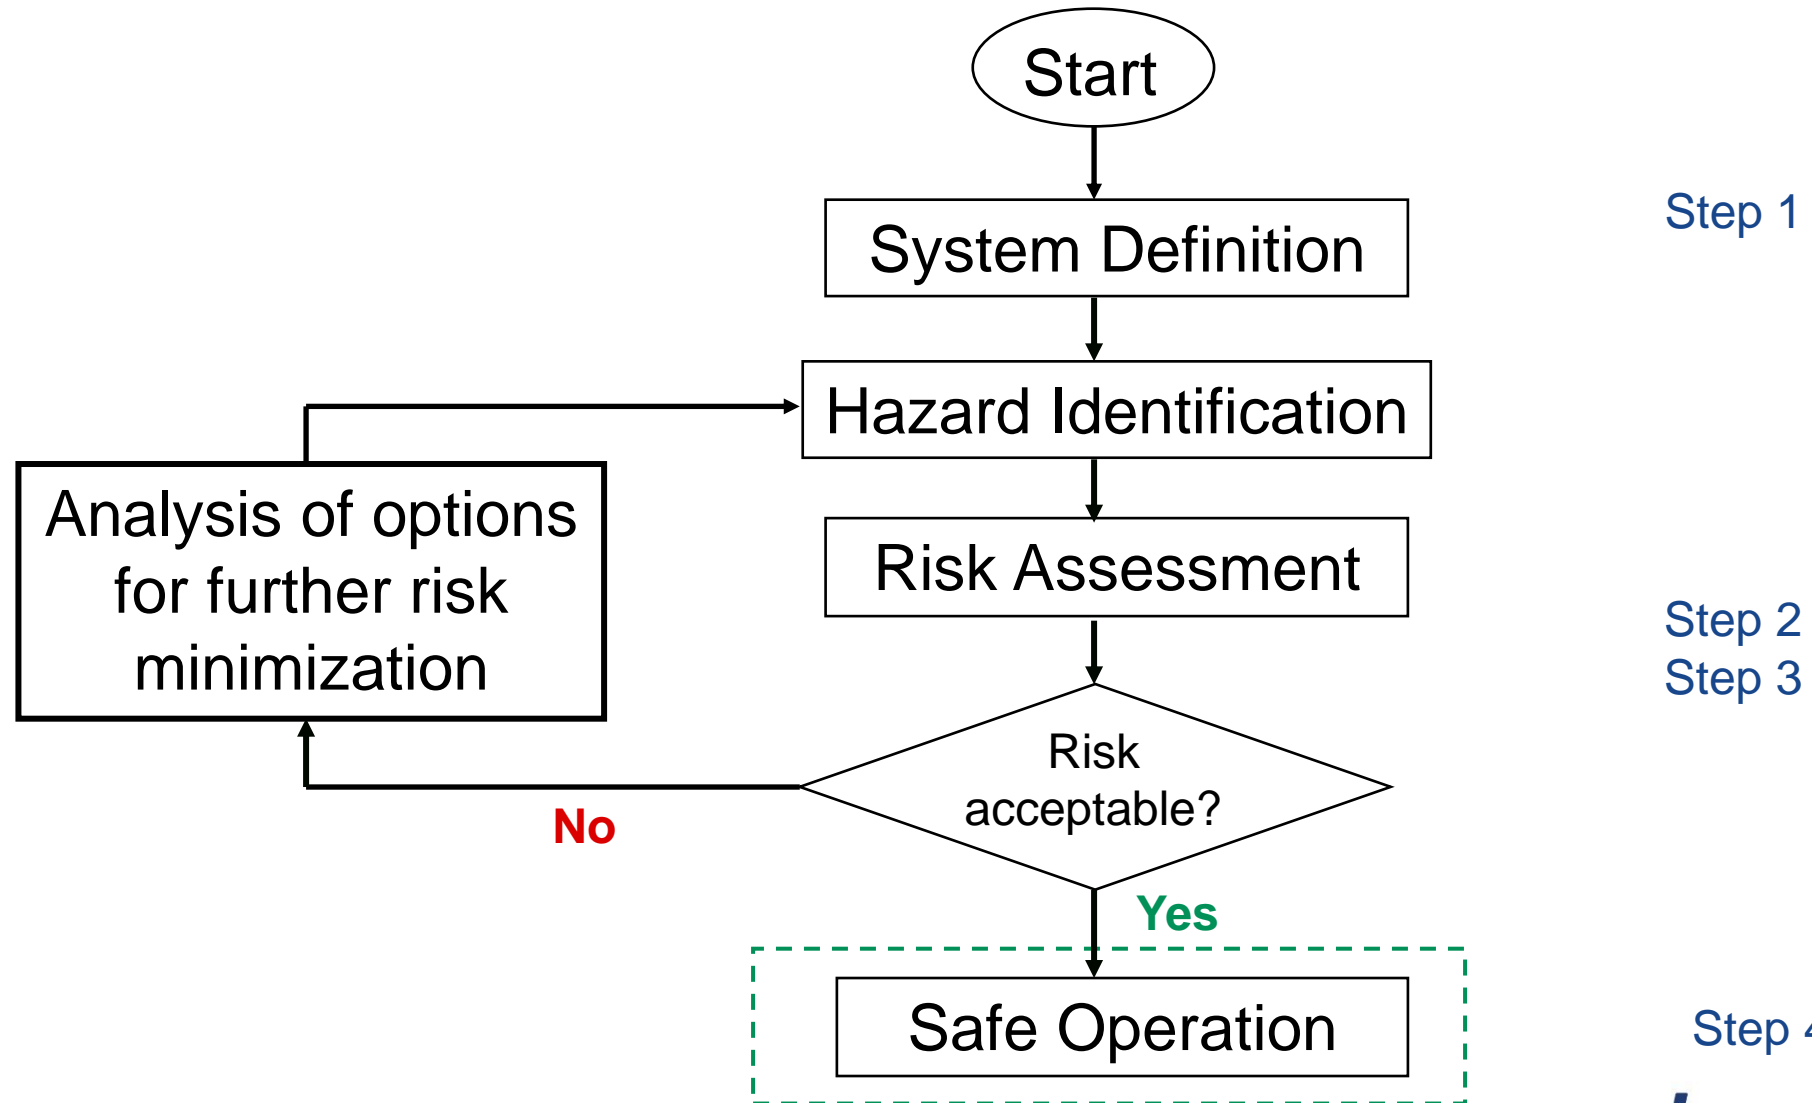 Start
System Definition
Step 1
Hazard Identification
Analysis of options
for further risk
minimization
Risk Assessment
Step 2
Step 3
Risk
acceptable?
No
Yes
Safe Operation
Step 4